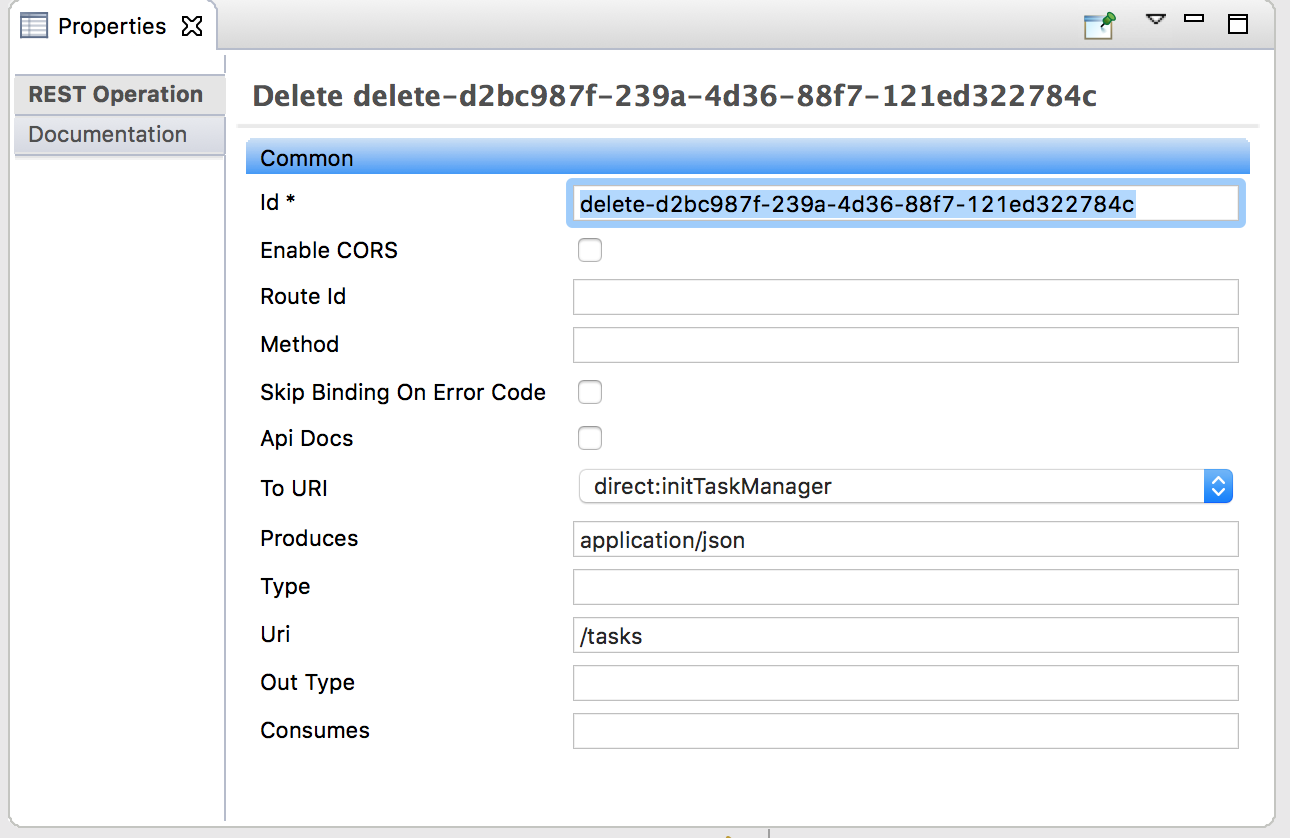 Properties
REST Operation
Documentation
Delete delete-d2bc987f-239a-4d36-88f7-121ed322784c
Common
Id * delete-d2bc987f-239a-4d36-88f7-121ed322784c
Enable CORS
Route Id
Method
Skip Binding On Error Code
Api Docs
To URI direct:initTaskManager
Produces application/json
Type
Uri /tasks
Out Type
Consumes